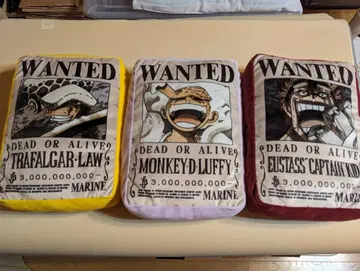 WANTED
DEAD OR ALIVE
TRAFALGAR·LAW
3,000,000,000-
MARINE
WANTED
DEAD OR ALIVE
MONKEY·D·LUFFY
3,000,000,000-
MARINE
WANTED
DEAD OR ALIVE
EUSTASS"CAPTAIN"KID
3,000,000,000-
MARINE